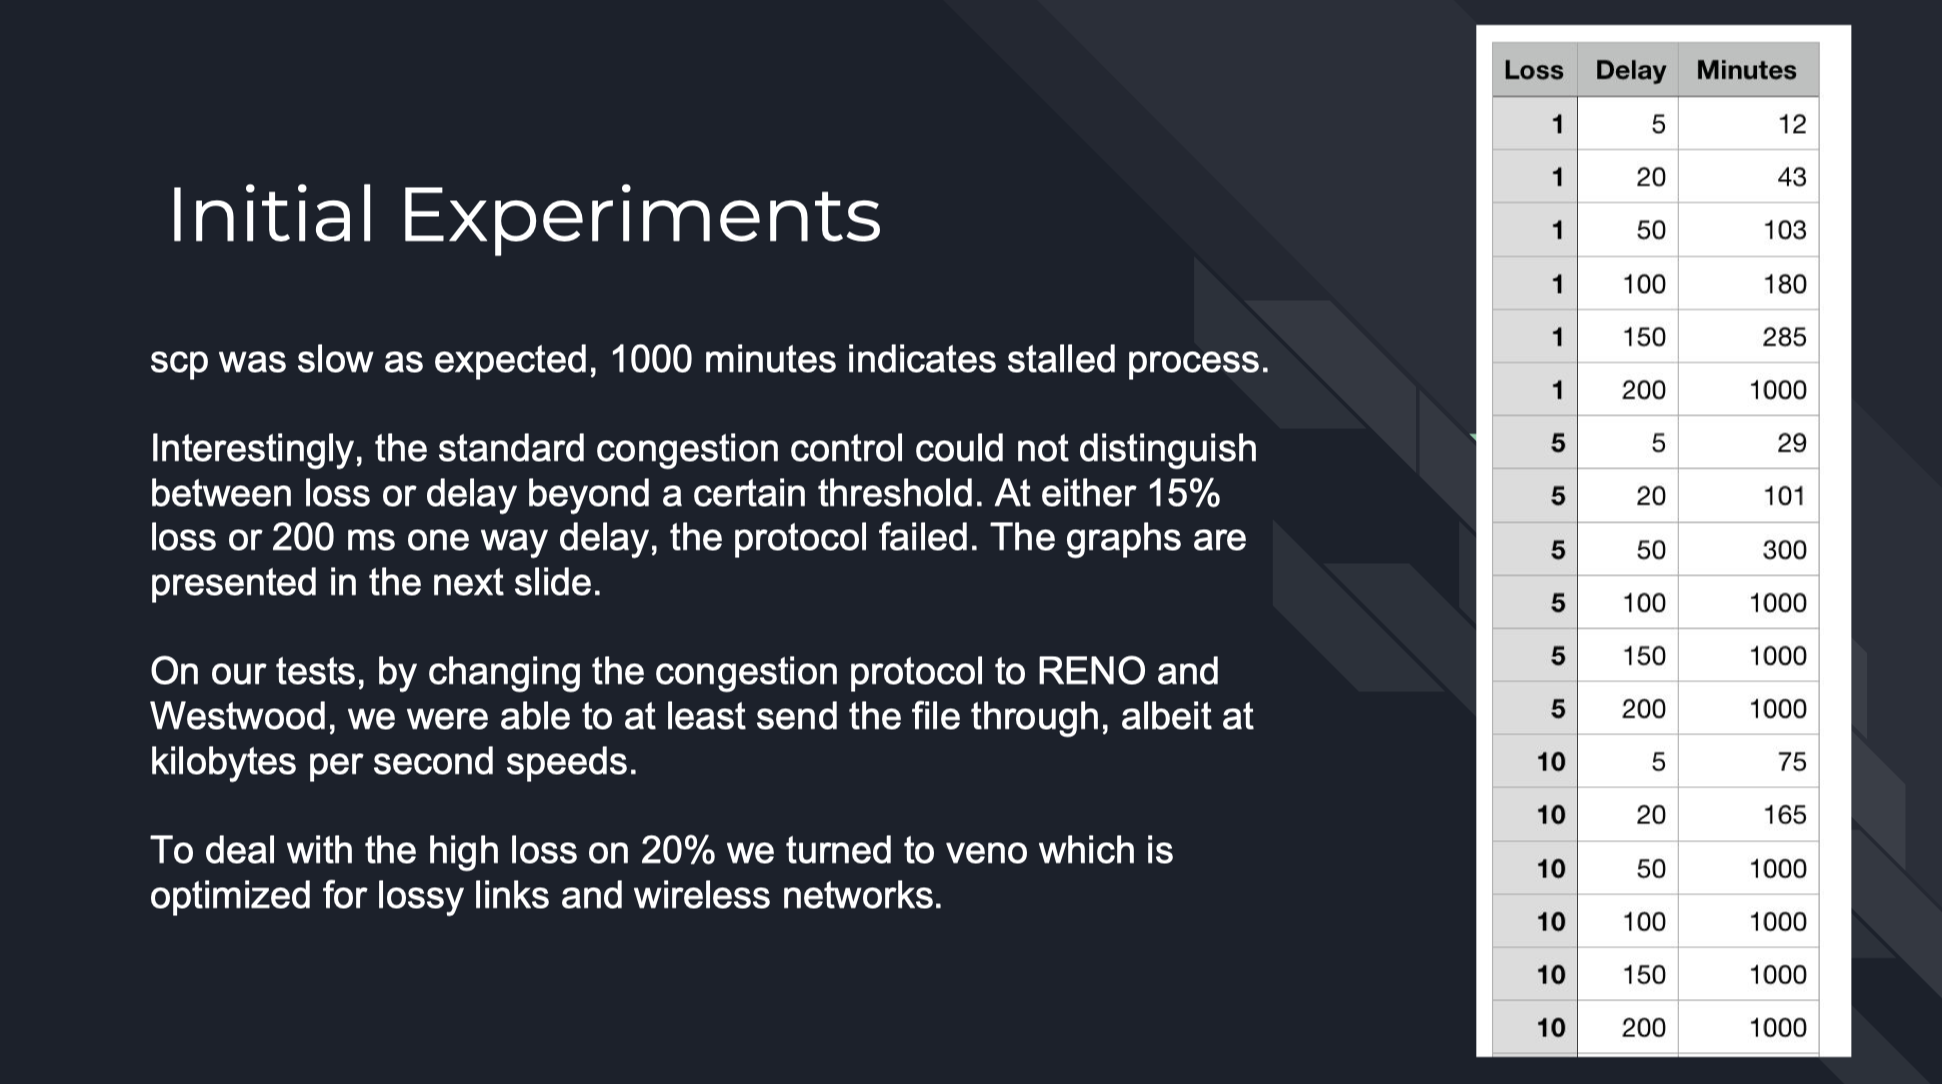 Initial Experiments
scp was slow as expected, 1000 minutes indicates stalled process.
Interestingly, the standard congestion control could not distinguish
between loss or delay beyond a certain threshold. At either 15%
loss or 200 ms one way delay, the protocol failed. The graphs are
presented in the next slide.
On our tests, by changing the congestion protocol to RENO and
Westwood, we were able to at least send the file through, albeit at
kilobytes per second speeds.
To deal with the high loss on 20% we turned to veno which is
optimized for lossy links and wireless networks.
Loss Delay Minutes
1 5 12
1 20 43
1 50 103
1 100 180
1 150 285
1 200 1000
5 5 29
5 20 101
5 50 300
5 100 1000
5 150 1000
5 200 1000
10 5 75
10 20 165
10 50 1000
10 100 1000
10 150 1000
10 200 1000